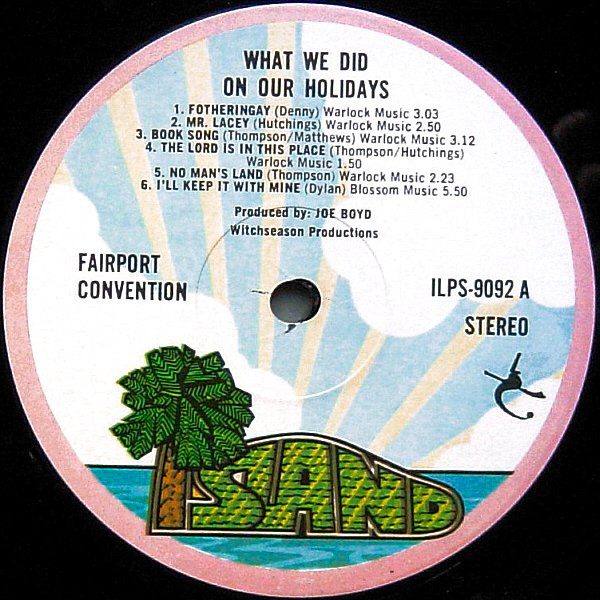 WHAT WE DID
ON OUR HOLIDAYS
1. FOTHERINGAY (Denny) Warlock Music 3.03
2. MR. LACEY (Hutchings) Warlock Music 2.50
3. BOOK SONG (Thompson/Matthews) Warlock Music 3.12
4. THE LORD IS IN THIS PLACE (Thompson/Hutchings)
Warlock Music 1.50
5. NO MAN'S LAND (Thompson) Warlock Music 2.23
6. I'LL KEEP IT WITH MINE (Dylan) Blossom Music 5.50
Produced by: JOE BOYD
Witchseason Productions
FAIRPORT
CONVENTION
ILPS-9092 A
STEREO
ISLAND